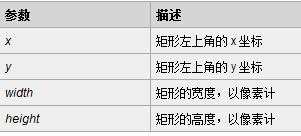 参数 描述
x 矩形左上角的 x 坐标
y 矩形左上角的 y 坐标
width 矩形的宽度，以像素计
height 矩形的高度，以像素计